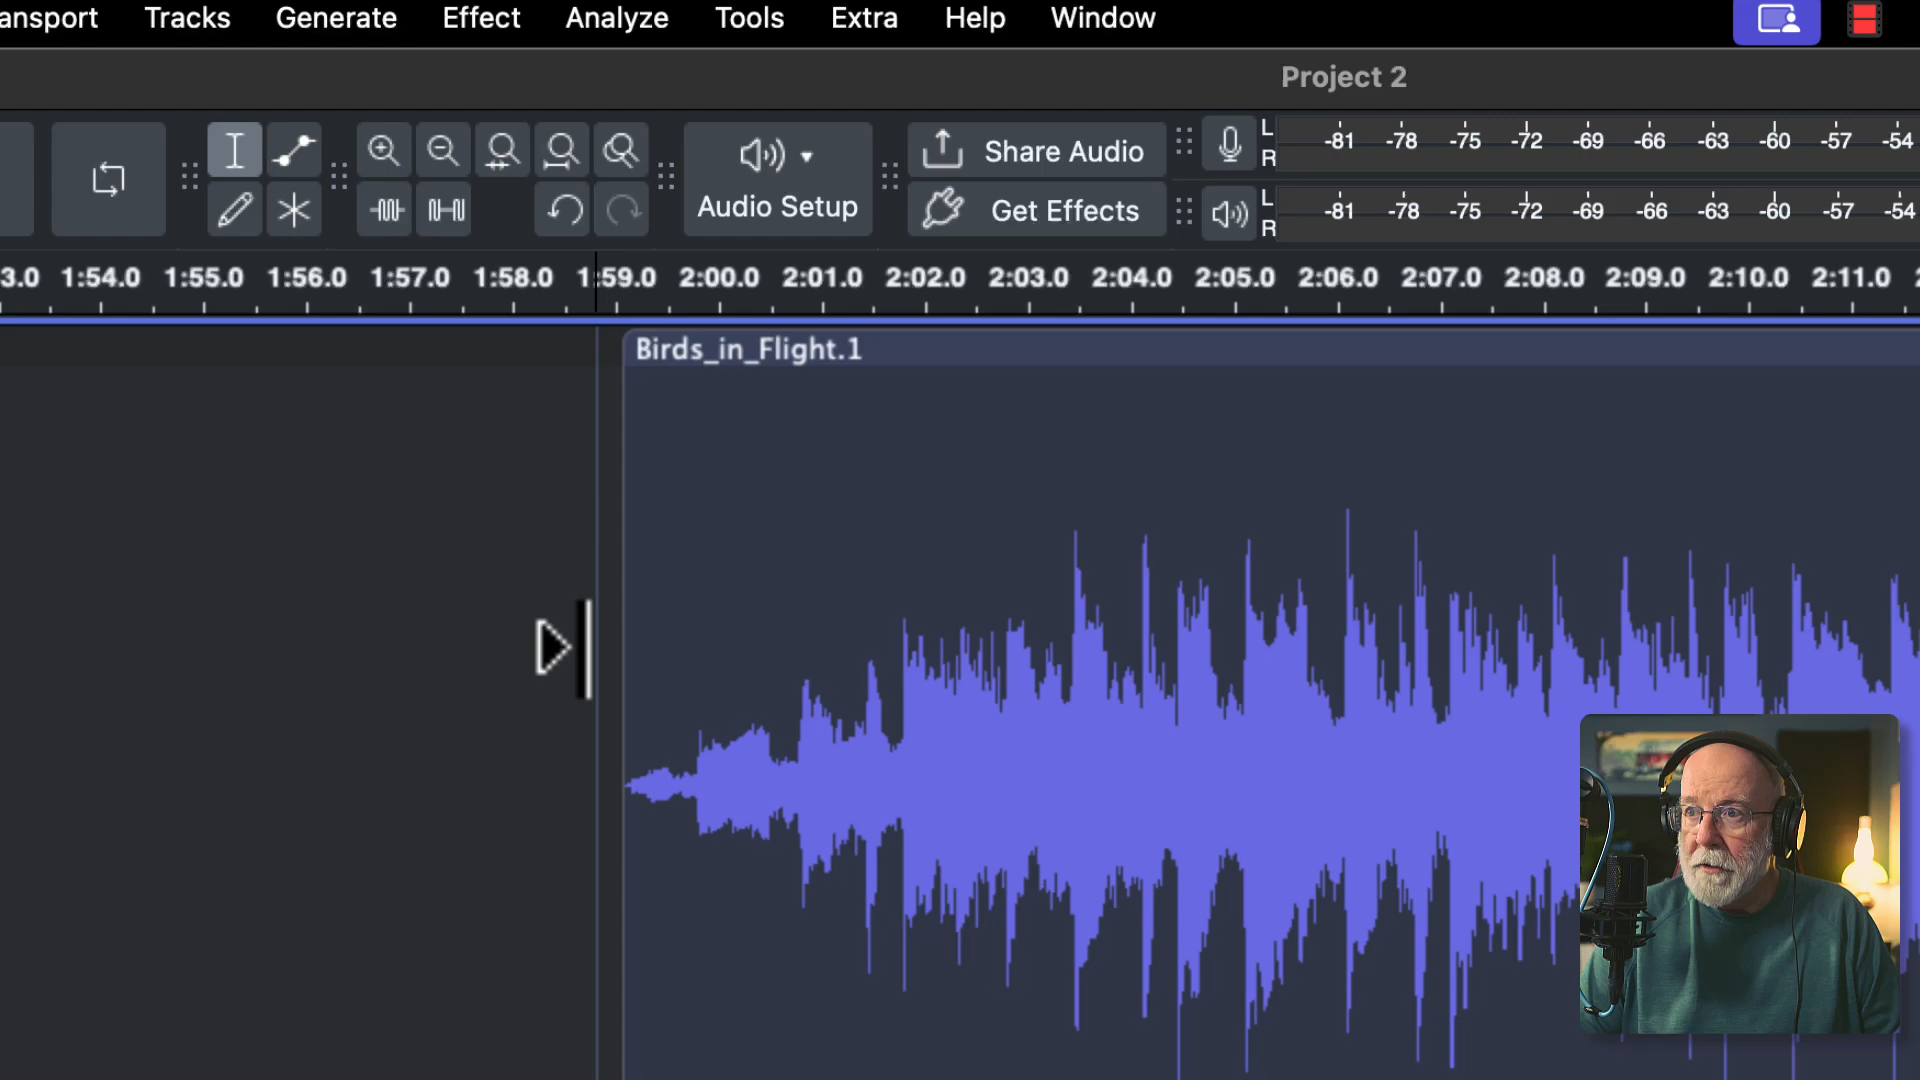 ansport Tracks Generate Effect Analyze Tools Extra Help Window
Project 2
Audio Setup
Share Audio
Get Effects
L
R
-81 -78 -75 -72 -69 -66 -63 -60 -57 -54
L
R
-81 -78 -75 -72 -69 -66 -63 -60 -57 -54
3.0 1:54.0 1:55.0 1:56.0 1:57.0 1:58.0 1:59.0 2:00.0 2:01.0 2:02.0 2:03.0 2:04.0 2:05.0 2:06.0 2:07.0 2:08.0 2:09.0 2:10.0 2:11.0
Birds_in_Flight.1